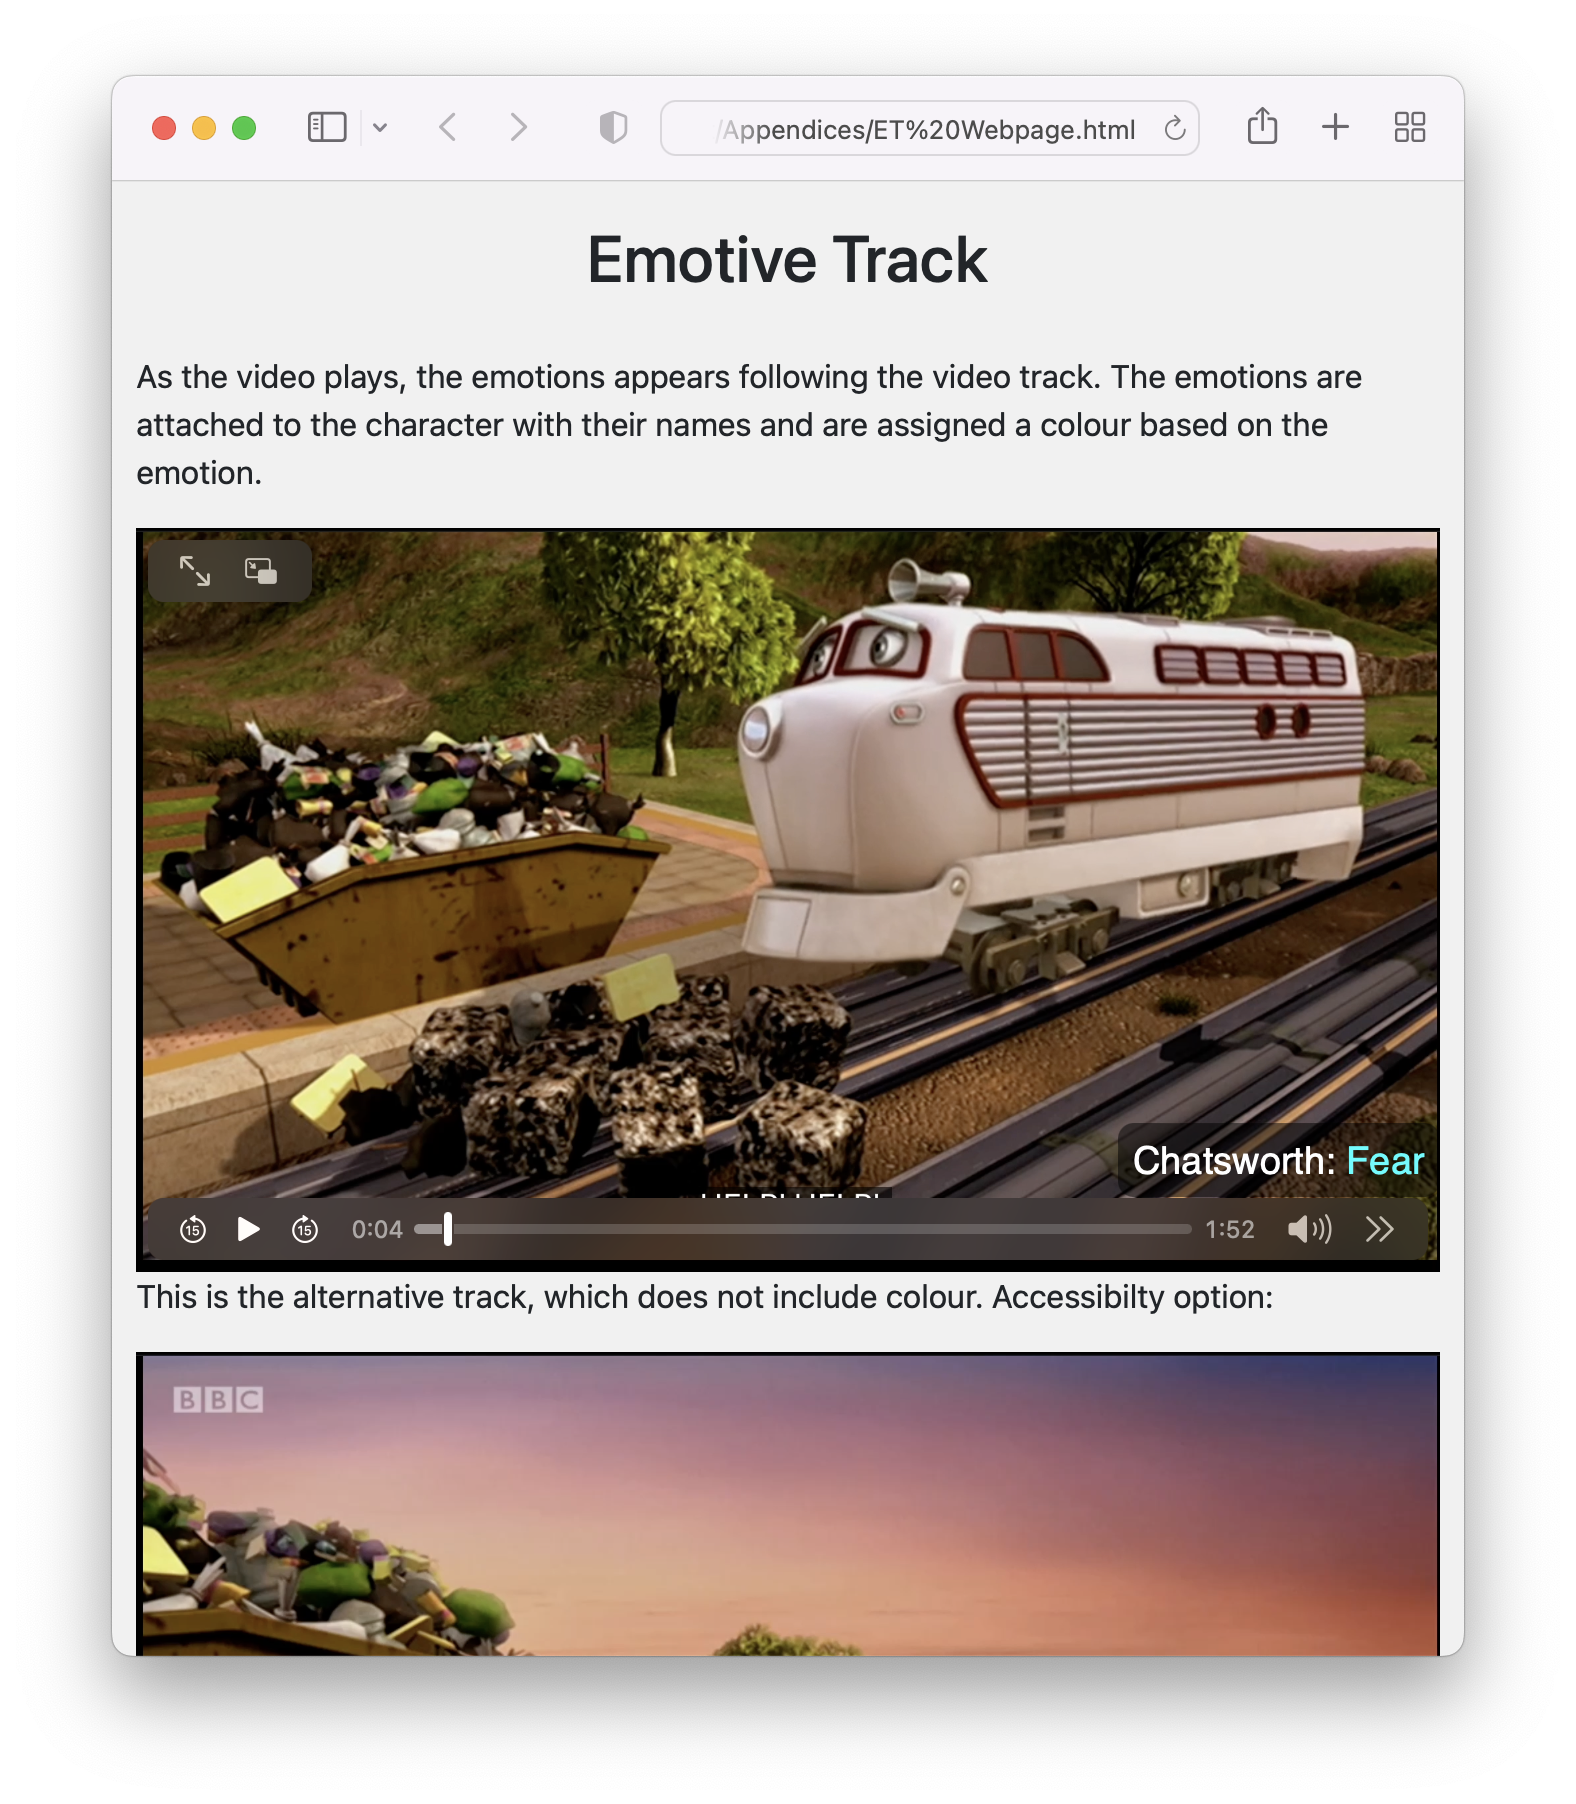 /Appendices/ET%20Webpage.html
Emotive Track
As the video plays, the emotions appears following the video track. The emotions are
attached to the character with their names and are assigned a colour based on the
emotion.
Chatsworth: Fear
HELP! HELP!
15
15
0:04
1:52
This is the alternative track, which does not include colour. Accessibilty option:
BBC